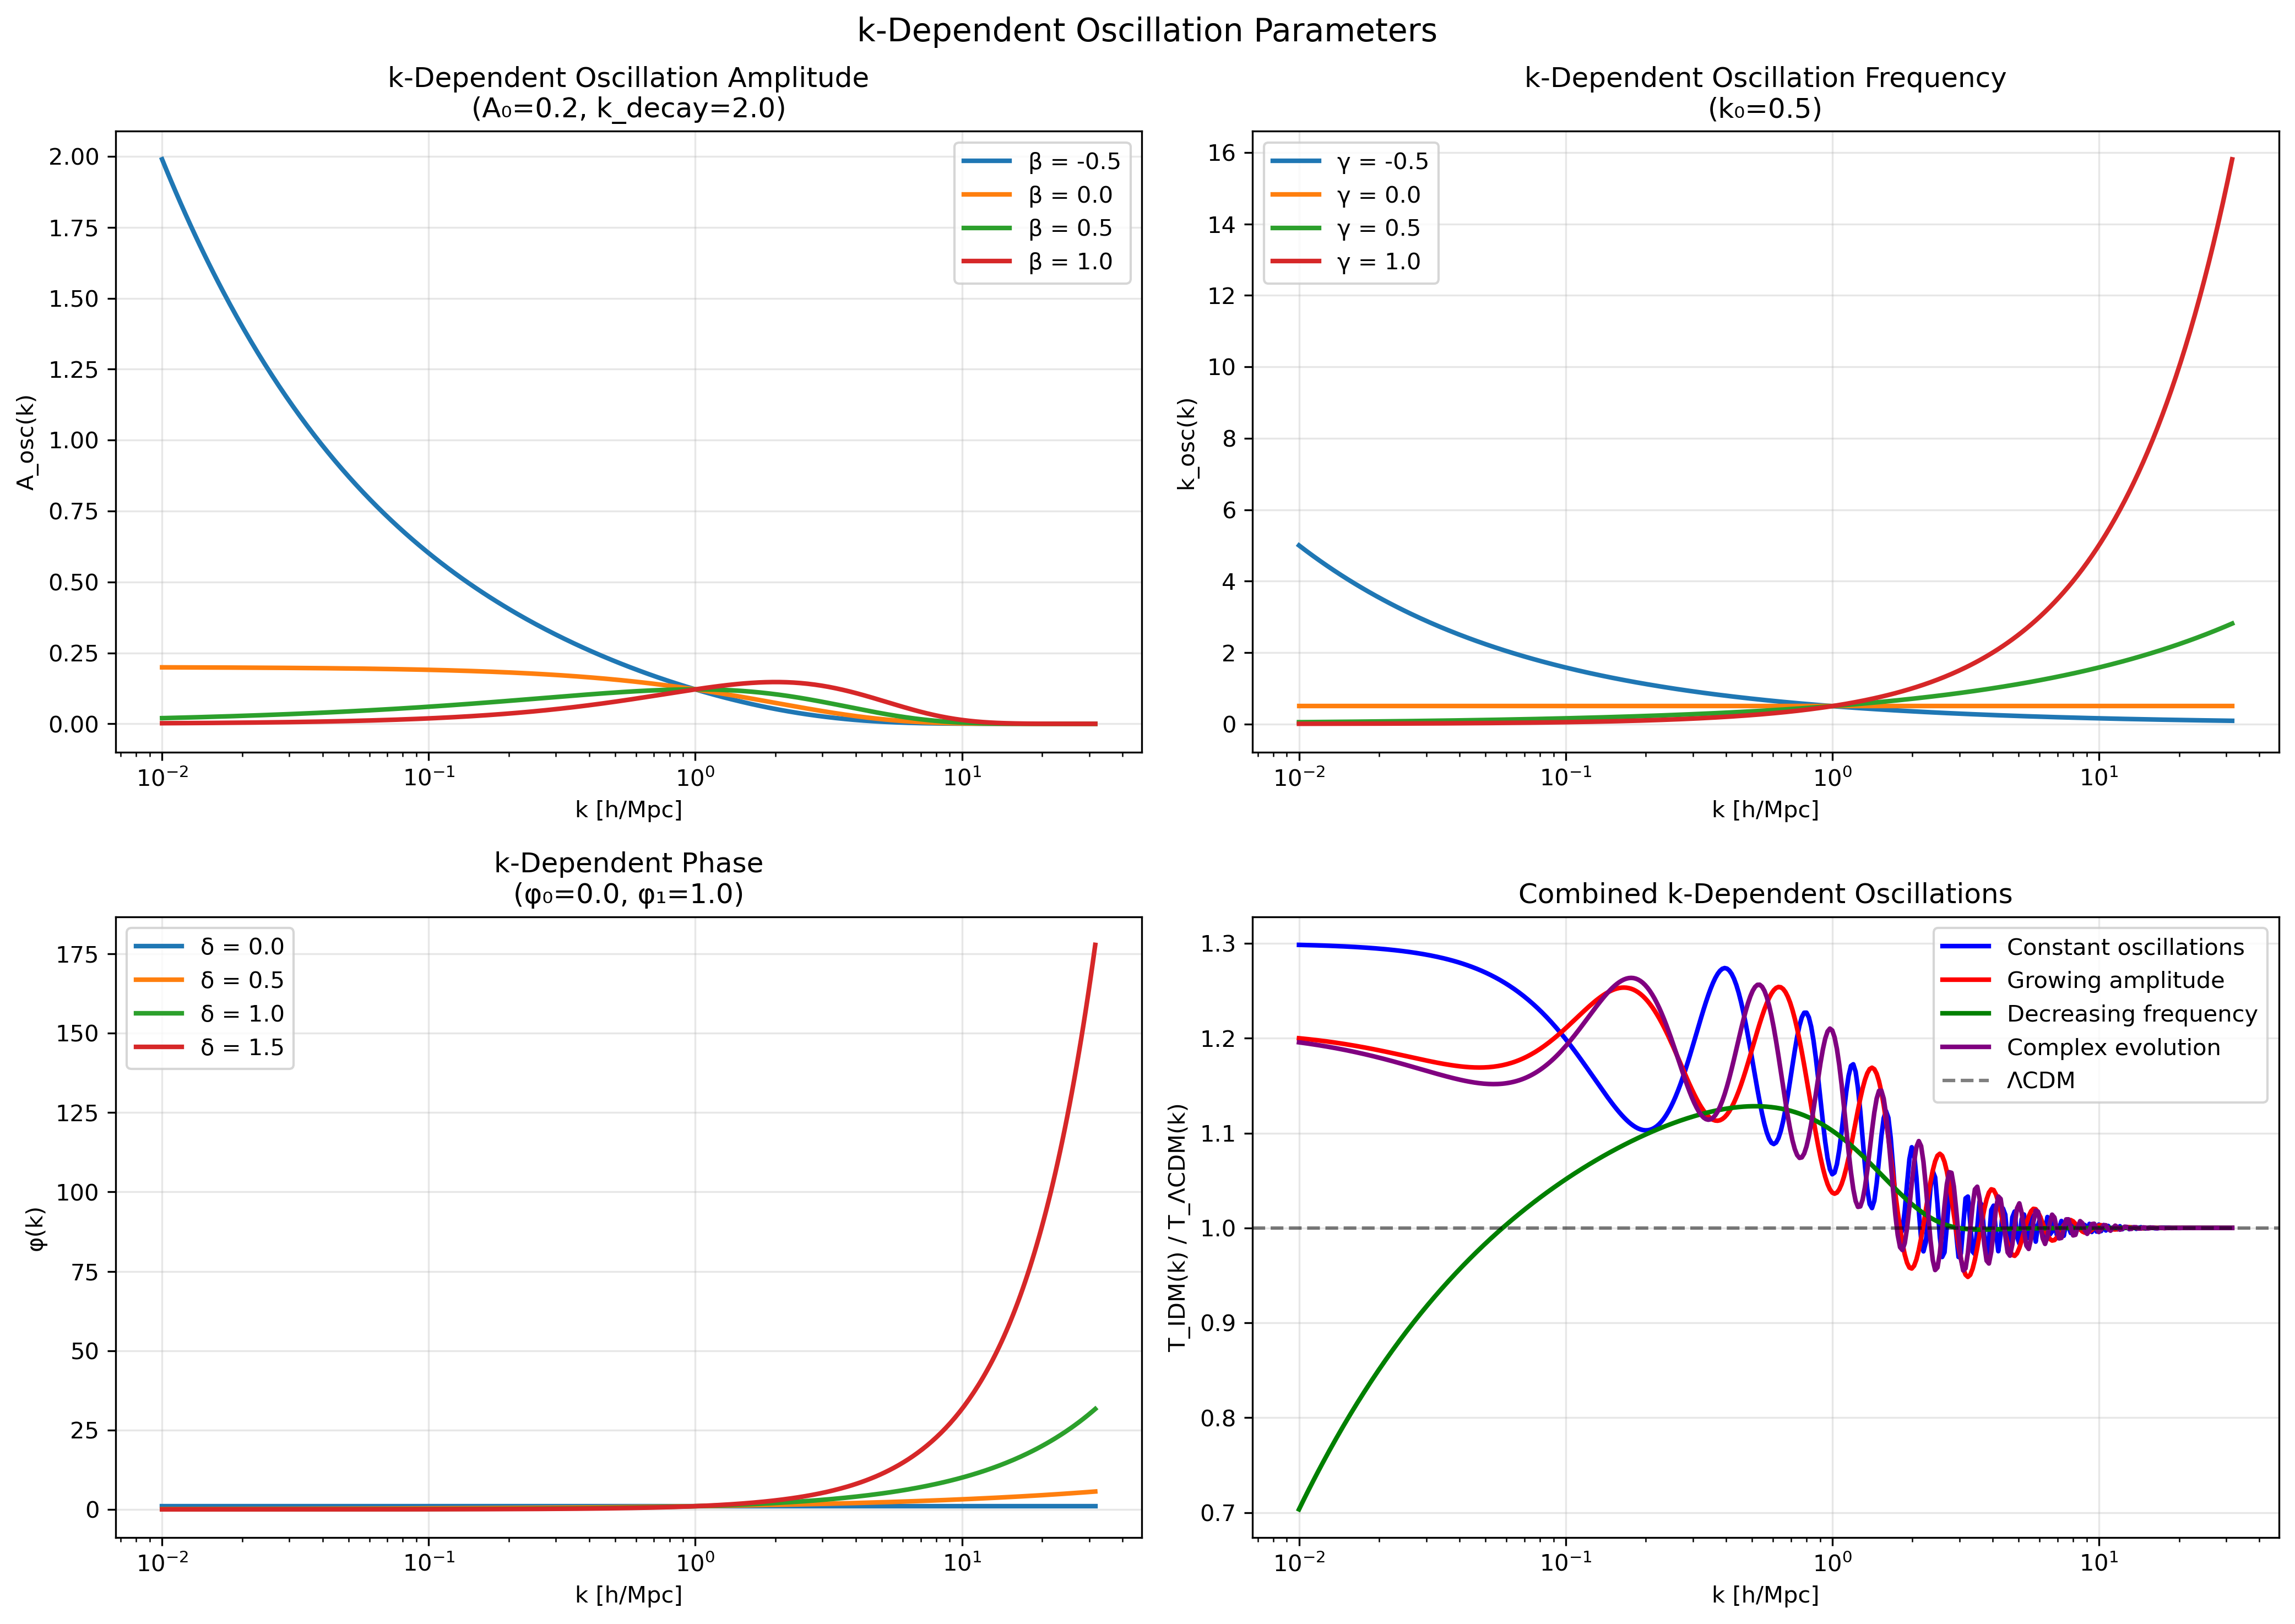 k-Dependent Oscillation Parameters
k-Dependent Oscillation Amplitude
(A₀=0.2, k_decay=2.0)
2.00
1.75
1.50
1.25
1.00
0.75
0.50
0.25
0.00
A_osc(k)
β = -0.5
β = 0.0
β = 0.5
β = 1.0
10⁻²
10⁻¹
10⁰
10¹
k [h/Mpc]
k-Dependent Oscillation Frequency
(k₀=0.5)
16
14
12
10
8
6
4
2
0
k_osc(k)
γ = -0.5
γ = 0.0
γ = 0.5
γ = 1.0
10⁻²
10⁻¹
10⁰
10¹
k [h/Mpc]
k-Dependent Phase
(φ₀=0.0, φ₁=1.0)
175
150
125
100
75
50
25
0
φ(k)
δ = 0.0
δ = 0.5
δ = 1.0
δ = 1.5
10⁻²
10⁻¹
10⁰
10¹
k [h/Mpc]
Combined k-Dependent Oscillations
1.3
1.2
1.1
1.0
0.9
0.8
0.7
T_IDM(k) / T_ΛCDM(k)
Constant oscillations
Growing amplitude
Decreasing frequency
Complex evolution
ΛCDM
10⁻²
10⁻¹
10⁰
10¹
k [h/Mpc]